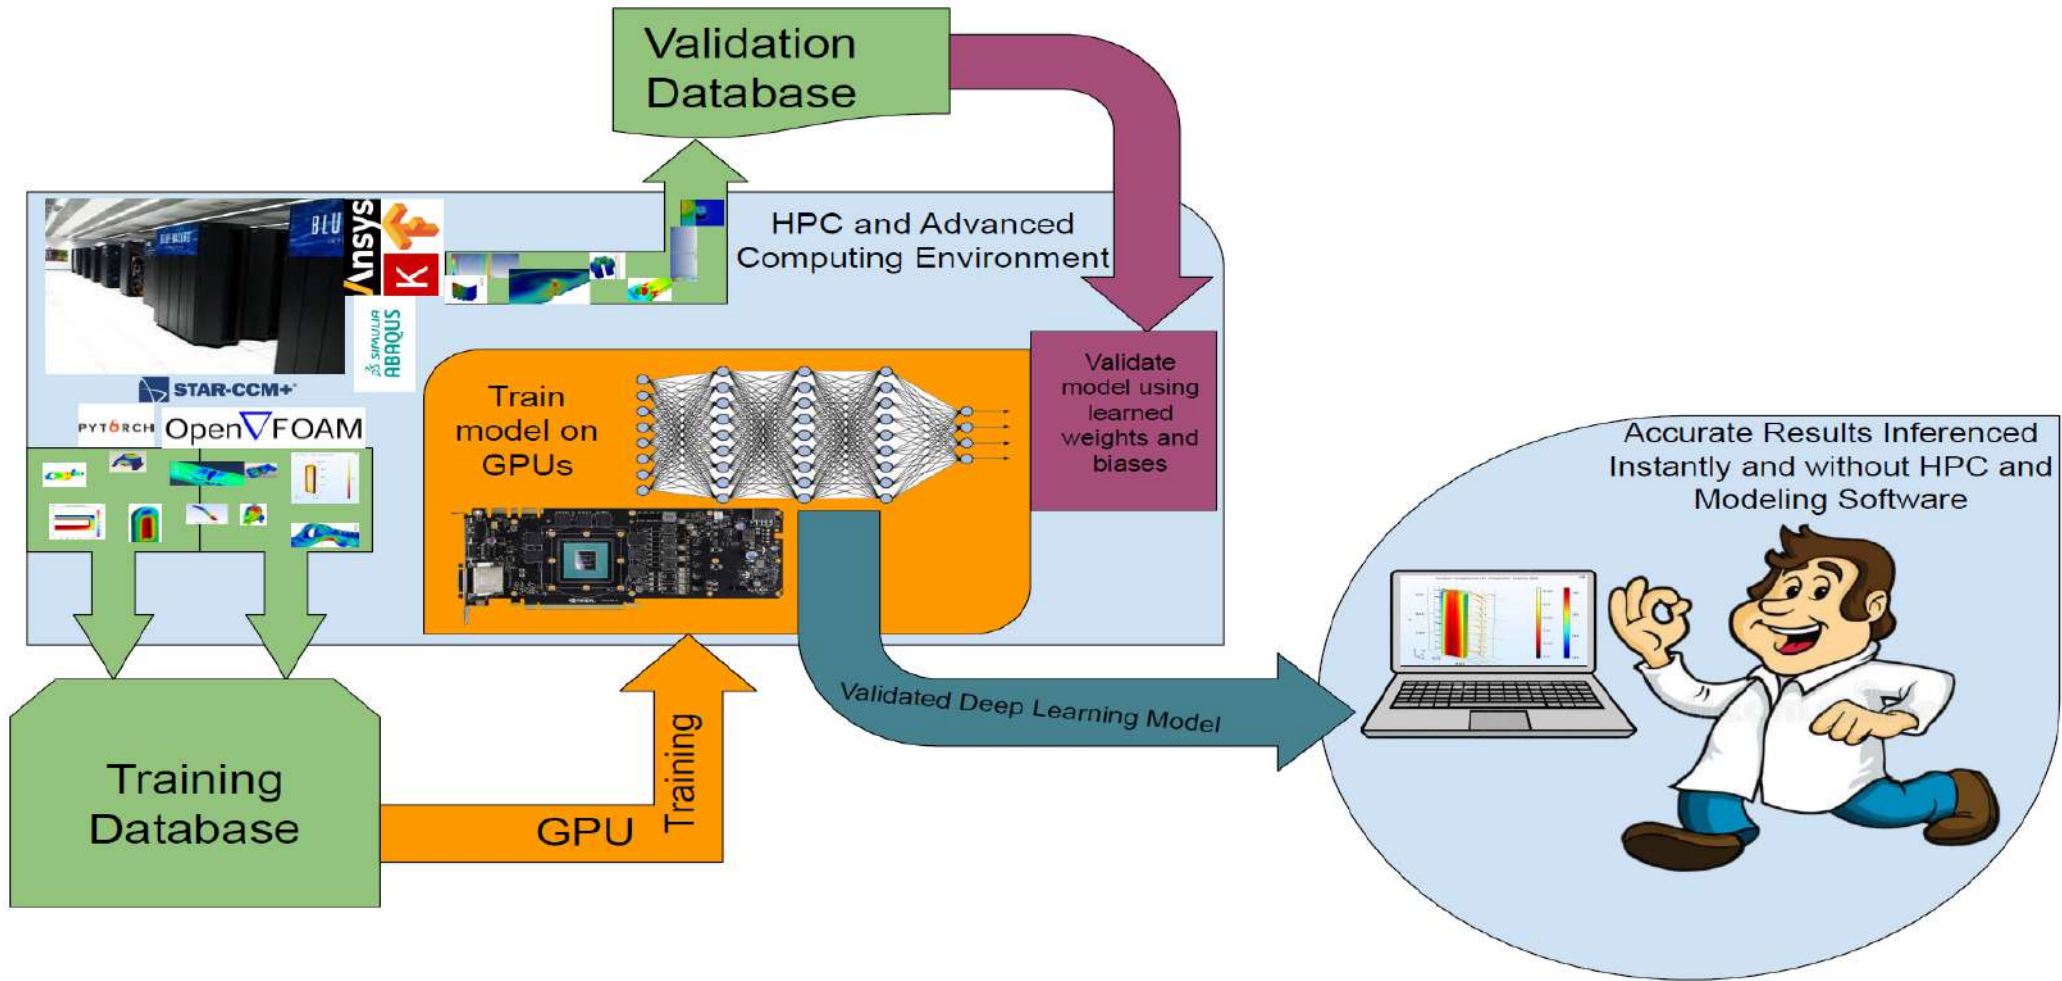 Validation
Database
HPC and Advanced
Computing Environment
BLU
Ansys
K
SIMULIA
ABAQUS
STAR-CCM+
PYTORCH
OpenFOAM
Train
model on
GPUs
Validate
model using
learned
weights and
biases
Accurate Results Inferenced
Instantly and without HPC and
Modeling Software
Validated Deep Learning Model
Training
Database
GPU
Training